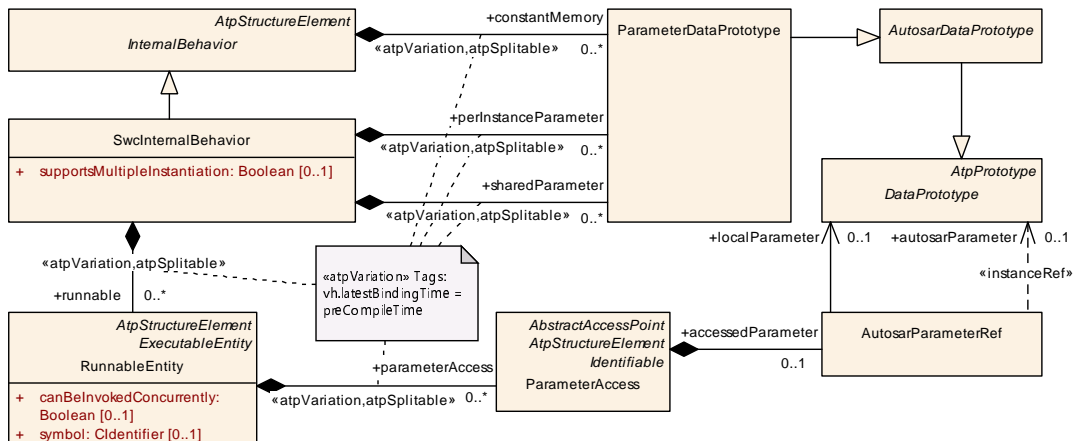 AtpStructureElement
InternalBehavior
+constantMemory
«atpVariation,atpSplitable»
0..*
ParameterDataPrototype
AutosarDataPrototype
SwcInternalBehavior
+ supportsMultipleInstantiation: Boolean [0..1]
+perInstanceParameter
«atpVariation,atpSplitable»
0..*
+sharedParameter
«atpVariation,atpSplitable»
0..*
AtpPrototype
DataPrototype
+localParameter
0..1
+autosarParameter
0..1
«instanceRef»
«atpVariation,atpSplitable»
+runnable
0..*
«atpVariation» Tags:
vh.latestBindingTime =
preCompileTime
AtpStructureElement
ExecutableEntity
RunnableEntity
+ canBeInvokedConcurrently:
Boolean [0..1]
+ symbol: CIdentifier [0..1]
+parameterAccess
«atpVariation,atpSplitable»
0..*
AbstractAccessPoint
AtpStructureElement
Identifiable
ParameterAccess
+accessedParameter
0..1
AutosarParameterRef